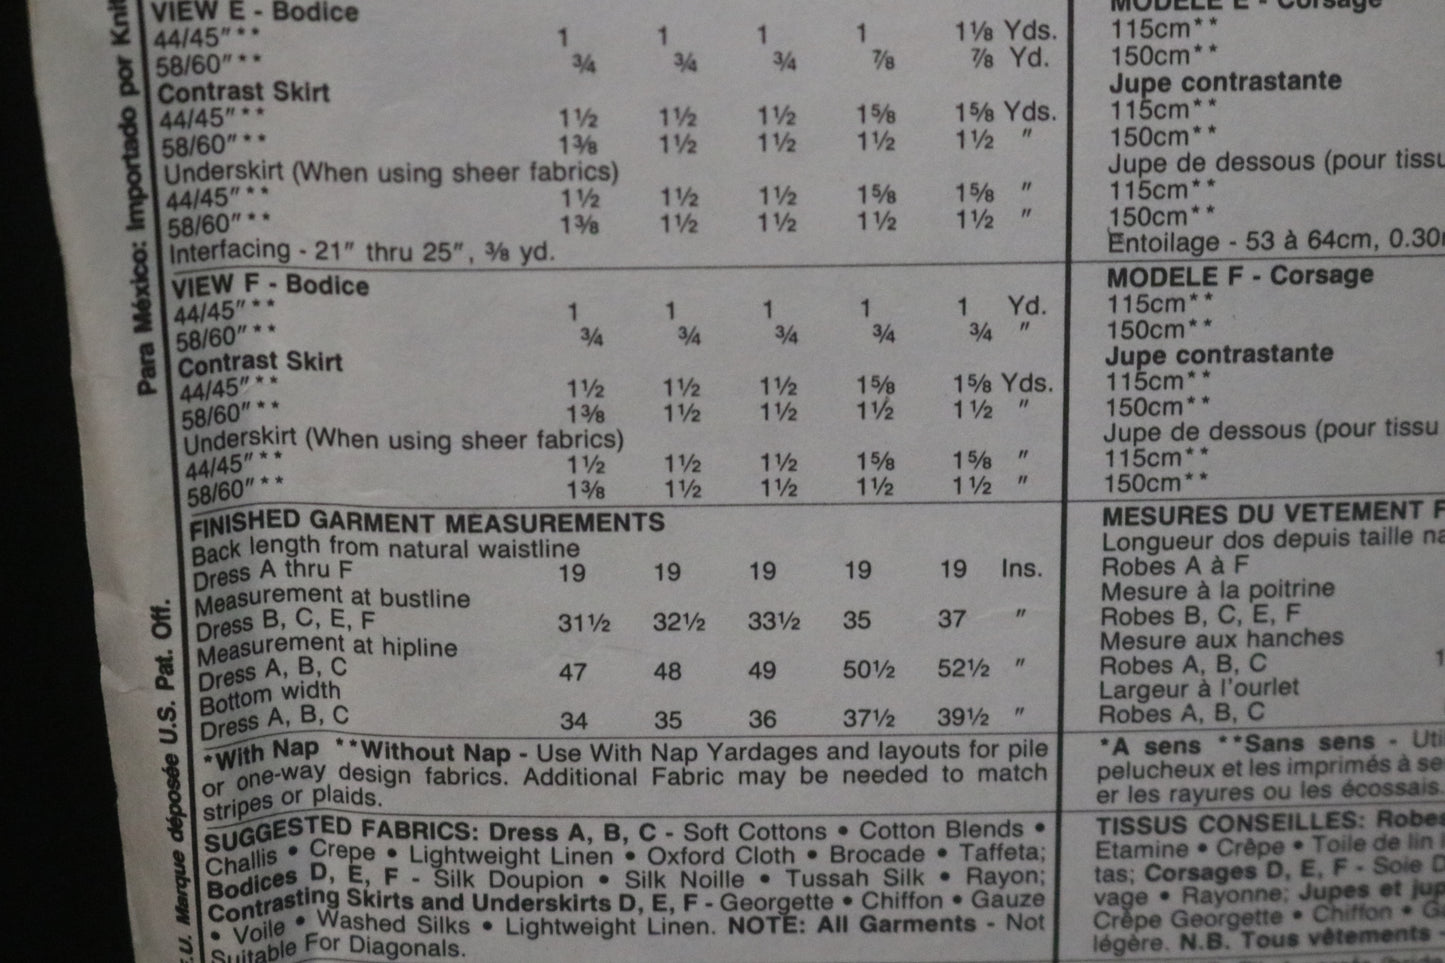 VIEW E - Bodice
44/45"** 1 1 1 1 1⅛ Yds.
58/60"** ¾ ¾ ¾ ⅞ ⅞ Yd.
Contrast Skirt
44/45"** 1½ 1½ 1½ 1⅝ 1⅝ Yds.
58/60"** 1⅜ 1½ 1½ 1½ 1½ "
Underskirt (When using sheer fabrics)
44/45"** 1½ 1½ 1½ 1⅝ 1⅝ "
58/60"** 1⅜ 1½ 1½ 1½ 1½ "
Interfacing - 21" thru 25", ⅜ yd.
VIEW F - Bodice
44/45"** 1 1 1 1 1 Yd.
58/60"** ¾ ¾ ¾ ¾ ¾ "
Contrast Skirt
44/45"** 1½ 1½ 1½ 1⅝ 1⅝ Yds.
58/60"** 1⅜ 1½ 1½ 1½ 1½ "
Underskirt (When using sheer fabrics)
44/45"** 1½ 1½ 1½ 1⅝ 1⅝ "
58/60"** 1⅜ 1½ 1½ 1½ 1½ "
FINISHED GARMENT MEASUREMENTS
Back length from natural waistline
Dress A thru F 19 19 19 19 19 Ins.
Measurement at bustline
Dress B, C, E, F 31½ 32½ 33½ 35 37 "
Measurement at hipline
Dress A, B, C 47 48 49 50½ 52½ "
Bottom width
Dress A, B, C 34 35 36 37½ 39½ "
*With Nap **Without Nap - Use With Nap Yardages and layouts for pile
or one-way design fabrics. Additional Fabric may be needed to match
stripes or plaids.
SUGGESTED FABRICS: Dress A, B, C - Soft Cottons • Cotton Blends •
Challis • Crepe • Lightweight Linen • Oxford Cloth • Brocade • Taffeta;
Bodices D, E, F - Silk Doupion • Silk Noille • Tussah Silk • Rayon;
Contrasting Skirts and Underskirts D, E, F - Georgette • Chiffon • Gauze
• Voile • Washed Silks • Lightweight Linen. NOTE: All Garments - Not
Suitable For Diagonals.
MODELE E - Corsage
115cm**
150cm**
Jupe contrastante
115cm**
150cm**
Jupe de dessous (pour tissu
115cm**
150cm**
Entoilage - 53 à 64cm, 0.30
MODELE F - Corsage
115cm**
150cm**
Jupe contrastante
115cm**
150cm**
Jupe de dessous (pour tissu
115cm**
150cm**
MESURES DU VETEMENT F
Longueur dos depuis taille na
Robes A à F
Mesure à la poitrine
Robes B, C, E, F
Mesure aux hanches
Robes A, B, C 1
Largeur à l'ourlet
Robes A, B, C
*A sens **Sans sens - Uti
pelucheux et les imprimés à se
er les rayures ou les écossais.
TISSUS CONSEILLES: Robes
Etamine • Crêpe • Toile de lin
tas; Corsages D, E, F - Soie D
vage • Rayonne; Jupes et jup
Crêpe Georgette • Chiffon • G
légère. N.B. Tous vêtements -
Para México: Importado por Knit
E.U. Marque déposée U.S. Pat. Off.